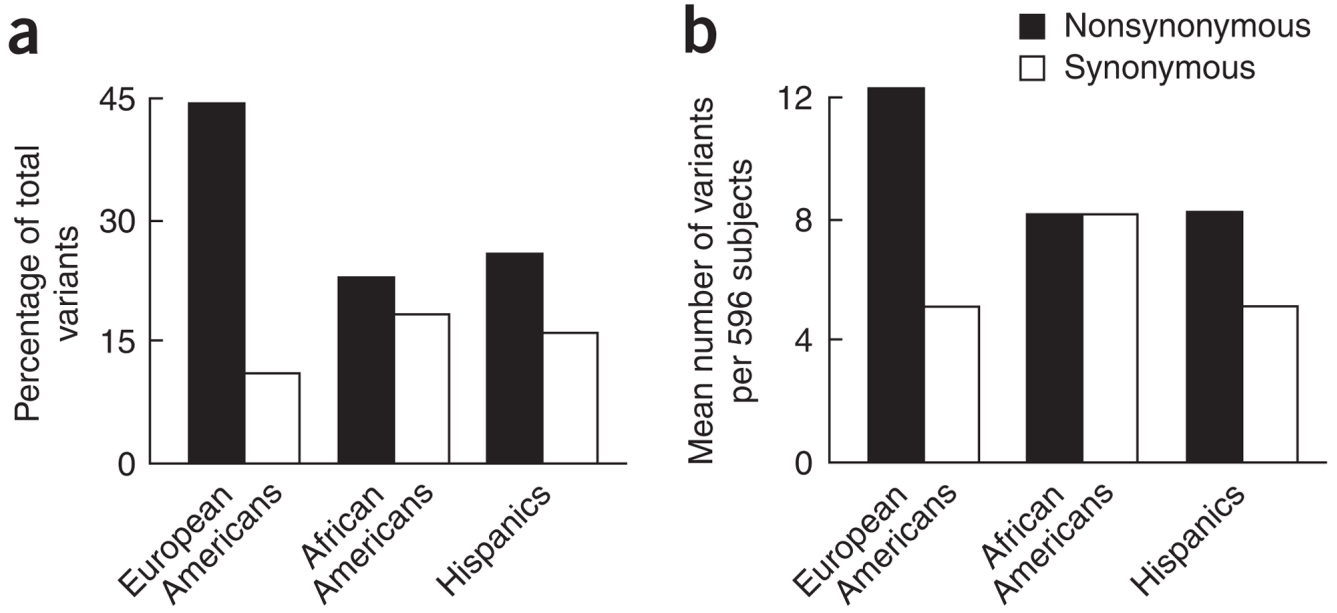 a
45
30
15
0
Percentage of total
variants
European
Americans
African
Americans
Hispanics
b
Nonsynonymous
Synonymous
12
8
4
0
Mean number of variants
per 596 subjects
European
Americans
African
Americans
Hispanics